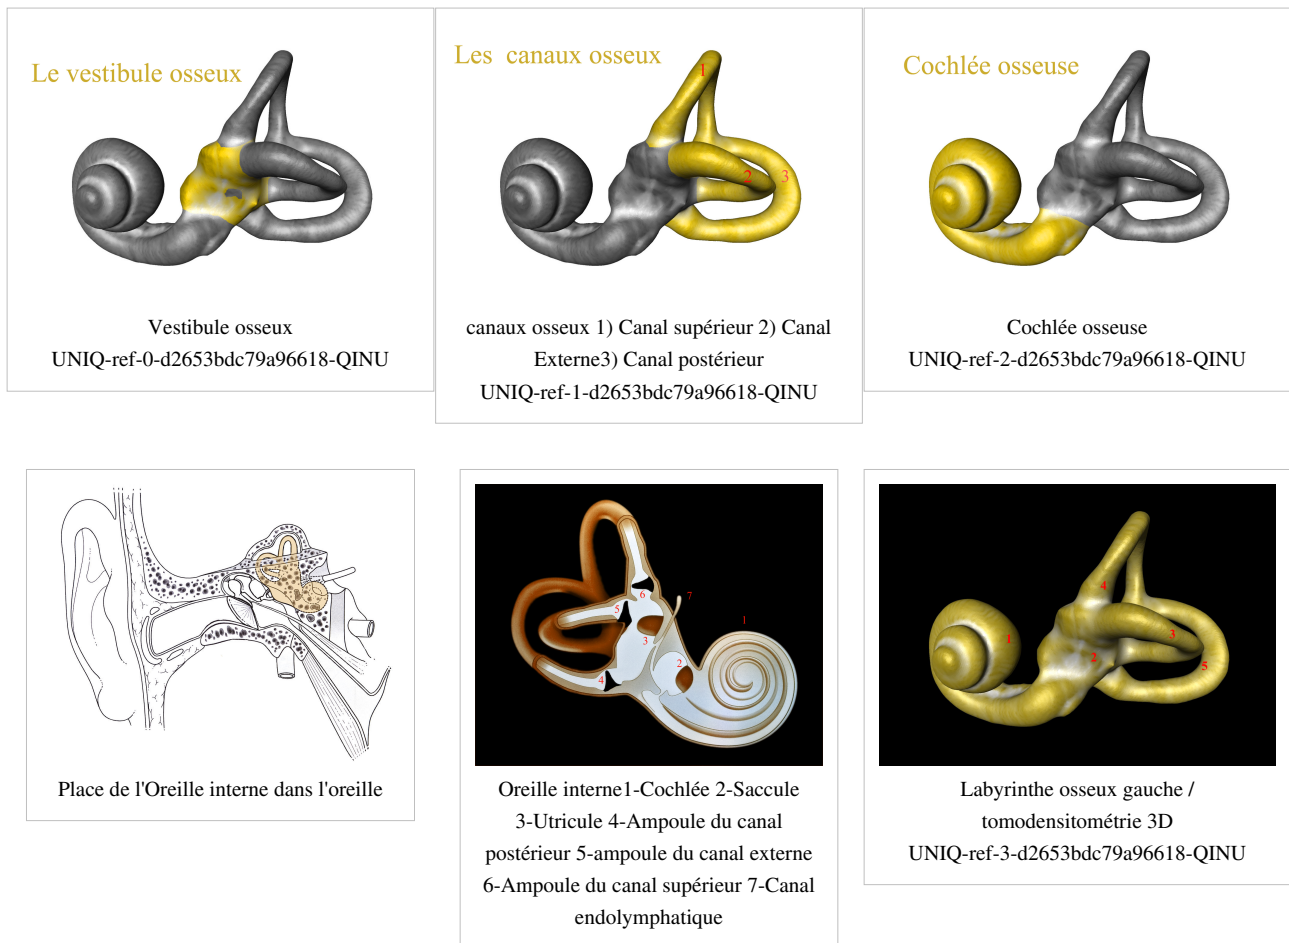 Le vestibule osseux
Vestibule osseux
UNIQ-ref-0-d2653bdc79a96618-QINU
Les canaux osseux
1
2
3
canaux osseux 1) Canal supérieur 2) Canal
Externe3) Canal postérieur
UNIQ-ref-1-d2653bdc79a96618-QINU
Cochlée osseuse
Cochlée osseuse
UNIQ-ref-2-d2653bdc79a96618-QINU
Place de l'Oreille interne dans l'oreille
6
7
5
1
3
2
4
Oreille interne1-Cochlée 2-Saccule
3-Utricule 4-Ampoule du canal
postérieur 5-ampoule du canal externe
6-Ampoule du canal supérieur 7-Canal
endolymphatique
4
1
3
2
5
Labyrinthe osseux gauche /
tomodensitométrie 3D
UNIQ-ref-3-d2653bdc79a96618-QINU